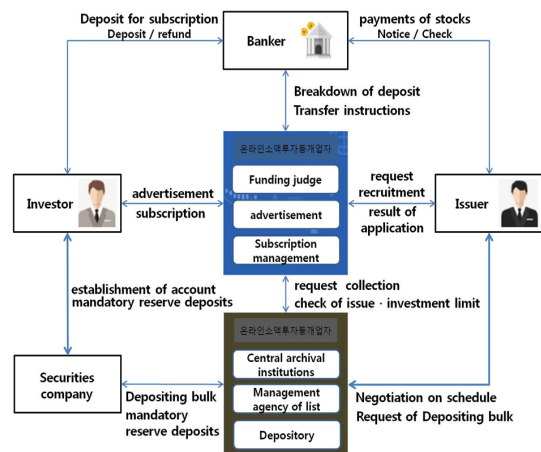 Deposit for subscription
Deposit / refund
Banker
payments of stocks
Notice / Check
Breakdown of deposit
Transfer instructions
온라인소액투자중개업자
Funding judge
advertisement
Subscription
management
Investor
advertisement
subscription
request
recruitment
result of
application
Issuer
establishment of account
mandatory reserve deposits
request collection
check of issue · investment limit
온라인소액투자중개업자
Central archival
institutions
Management
agency of list
Depository
Securities
company
Depositing bulk
mandatory
reserve deposits
Negotiation on schedule
Request of Depositing bulk